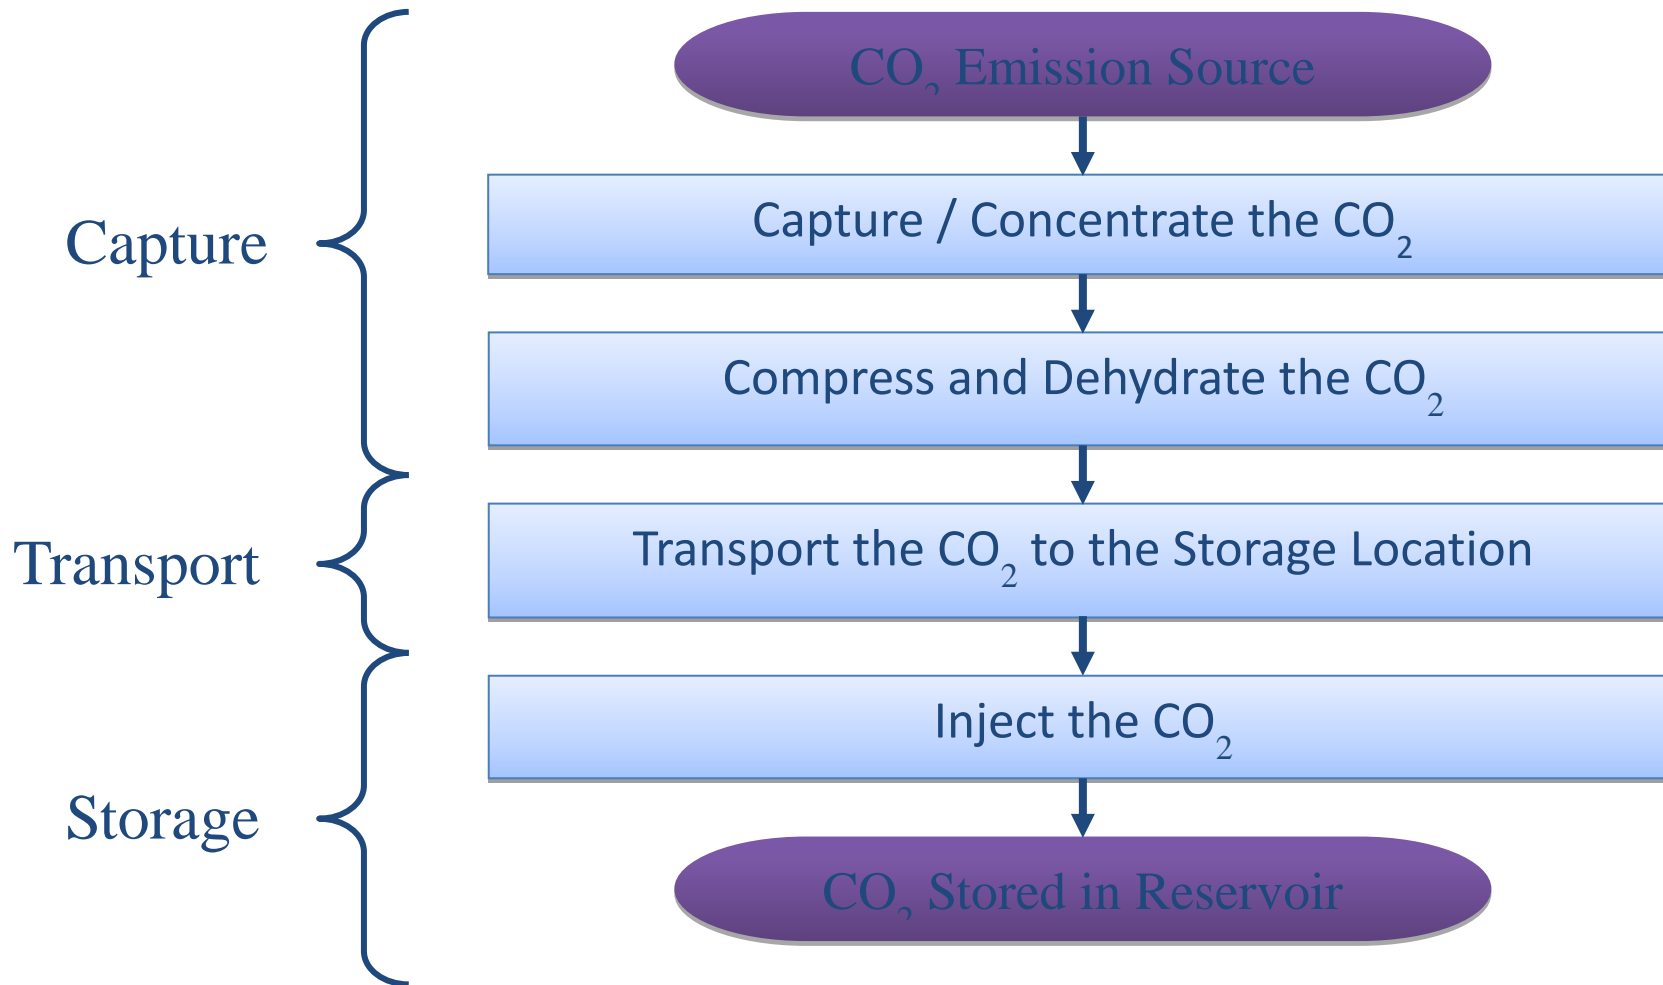 CO₂ Emission Source
Capture / Concentrate the CO₂
Capture
Compress and Dehydrate the CO₂
Transport the CO₂ to the Storage Location
Transport
Inject the CO₂
Storage
CO₂ Stored in Reservoir